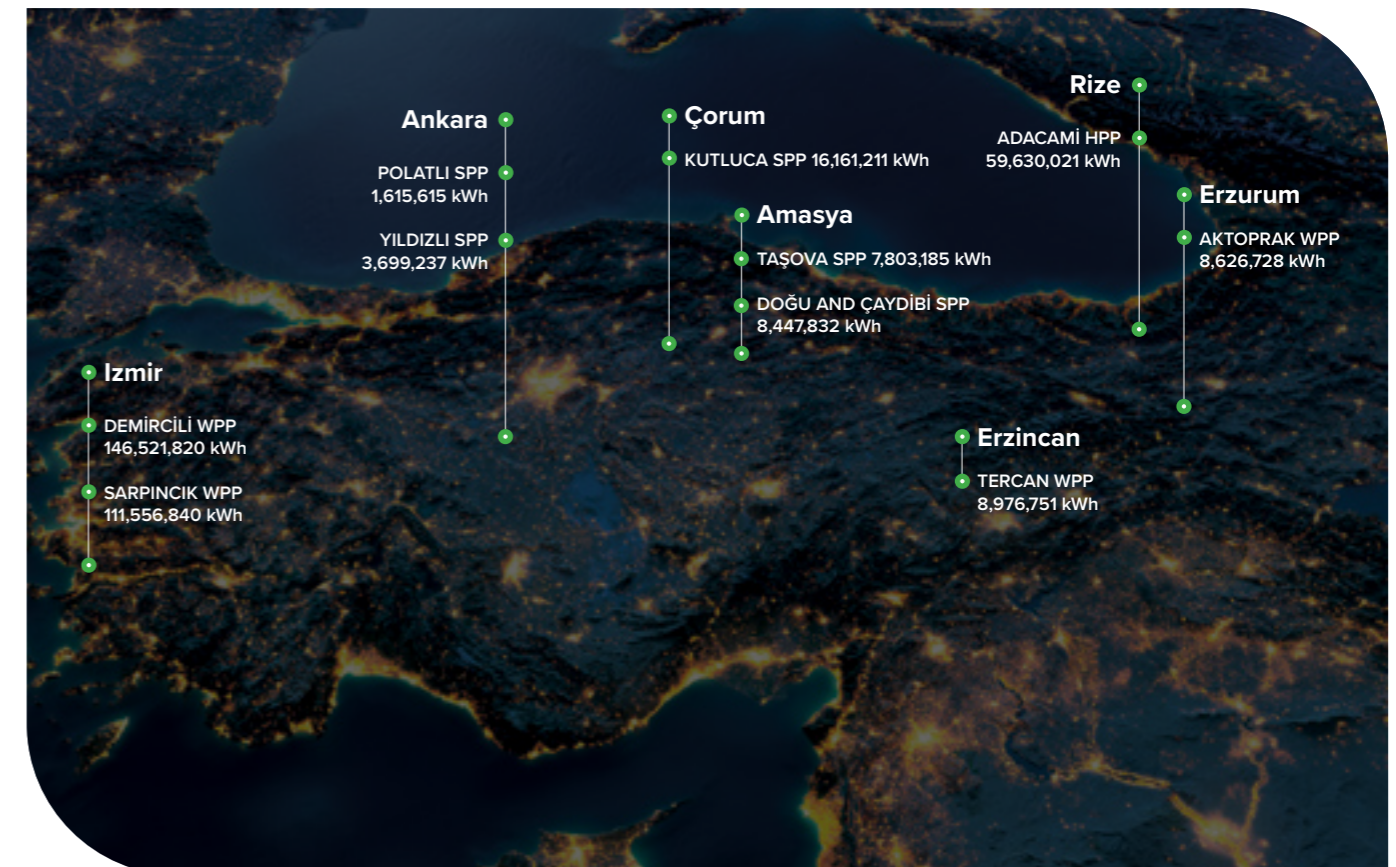 Ankara
POLATLI SPP
1,615,615 kWh
YILDIZLI SPP
3,699,237 kWh
Çorum
KUTLUCA SPP 16,161,211 kWh
Amasya
TAŞOVA SPP 7,803,185 kWh
DOĞU AND ÇAYDİBİ SPP
8,447,832 kWh
Rize
ADACAMİ HPP
59,630,021 kWh
Erzurum
AKTOPRAK WPP
8,626,728 kWh
Izmir
DEMİRCİLİ WPP
146,521,820 kWh
SARPINCIK WPP
111,556,840 kWh
Erzincan
TERCAN WPP
8,976,751 kWh